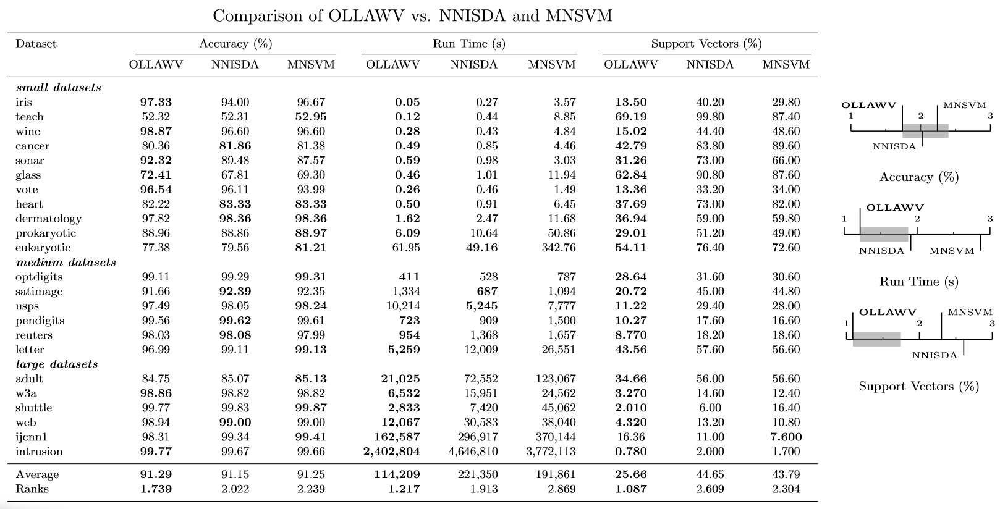 Comparison of OLLAWV vs. NNISDA and MNSVM
Dataset Accuracy (%) Run Time (s) Support Vectors (%)
OLLAWV NNISDA MNSVM OLLAWV NNISDA MNSVM OLLAWV NNISDA MNSVM
small datasets
iris 97.33 94.00 96.67 0.05 0.27 3.57 13.50 40.20 29.80
teach 52.32 52.31 52.95 0.12 0.44 8.85 69.19 99.80 87.40
wine 98.87 96.60 96.60 0.28 0.43 4.84 15.02 44.40 48.60
cancer 80.36 81.86 81.38 0.49 0.85 4.46 42.79 83.80 89.60
sonar 92.32 89.48 87.57 0.59 0.98 3.03 31.26 73.00 66.00
glass 72.41 67.81 69.30 0.46 1.01 11.94 62.84 90.80 87.60
vote 96.54 96.11 93.99 0.26 0.46 1.49 13.36 33.20 34.00
heart 82.22 83.33 83.33 0.50 0.91 6.45 37.69 73.00 82.00
dermatology 97.82 98.36 98.36 1.62 2.47 11.68 36.94 59.00 59.80
prokaryotic 88.96 88.86 88.97 6.09 10.64 50.86 29.01 51.20 49.00
eukaryotic 77.38 79.56 81.21 61.95 49.16 342.76 54.11 76.40 72.60
medium datasets
optdigits 99.11 99.29 99.31 411 528 787 28.64 31.60 30.60
satimage 91.66 92.39 92.35 1,334 687 1,094 20.72 45.00 44.80
usps 97.49 98.05 98.24 10,214 5,245 7,777 11.22 29.40 28.00
pendigits 99.56 99.62 99.61 723 909 1,500 10.27 17.60 16.60
reuters 98.03 98.08 97.99 954 1,368 1,657 8.770 18.20 18.60
letter 96.99 99.11 99.13 5,259 12,009 26,551 43.56 57.60 56.60
large datasets
adult 84.75 85.07 85.13 21,025 72,552 123,067 34.66 56.00 56.60
w3a 98.86 98.82 98.82 6,532 15,951 24,562 3.270 14.60 12.40
shuttle 99.77 99.83 99.87 2,833 7,420 45,062 2.010 6.00 16.40
web 98.94 99.00 99.00 12,067 30,583 38,040 4.320 13.20 10.80
ijcnn1 98.31 99.34 99.41 162,587 296,917 370,144 16.36 11.00 7.600
intrusion 99.77 99.67 99.66 2,402,804 4,646,810 3,772,113 0.780 2.000 1.700
Average 91.29 91.15 91.25 114,209 221,350 191,861 25.66 44.65 43.79
Ranks 1.739 2.022 2.239 1.217 1.913 2.869 1.087 2.609 2.304
OLLAWV MNSVM
1 2 3
NNISDA
Accuracy (%)
OLLAWV
1 2 3
NNISDA MNSVM
Run Time (s)
OLLAWV MNSVM
1 2 3
NNISDA
Support Vectors (%)